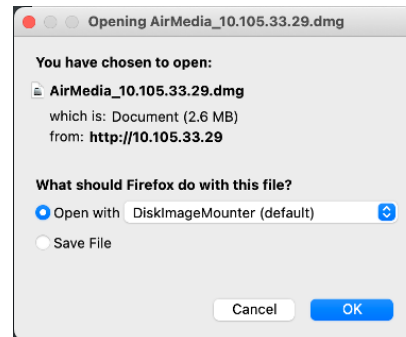 Opening AirMedia_10.105.33.29.dmg
You have chosen to open:
AirMedia_10.105.33.29.dmg
which is: Document (2.6 MB)
from: http://10.105.33.29
What should Firefox do with this file?
Open with DiskImageMounter (default)
Save File
Cancel OK